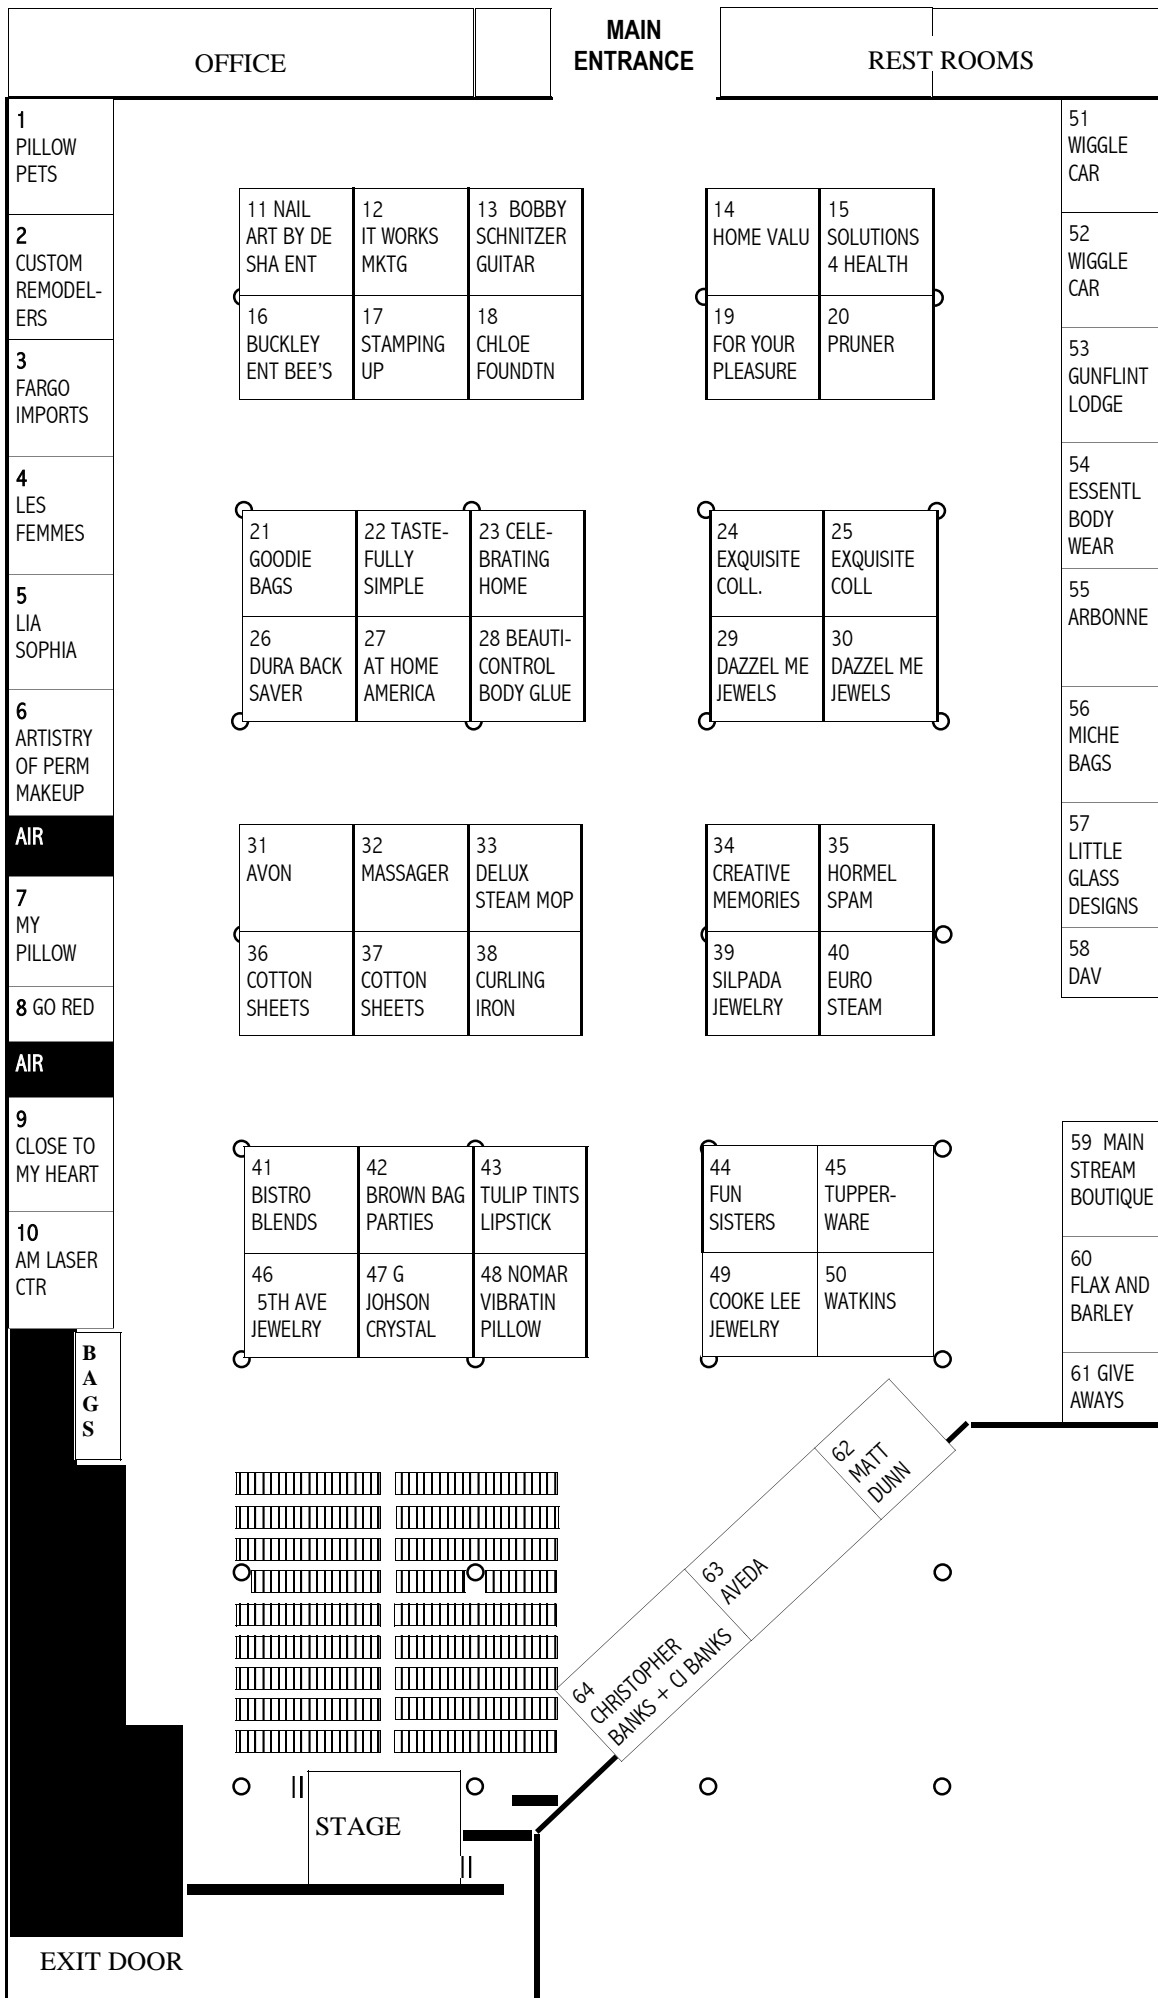 OFFICE
MAIN
ENTRANCE
REST ROOMS
1
PILLOW
PETS
2
CUSTOM
REMODEL-
ERS
3
FARGO
IMPORTS
4
LES
FEMMES
5
LIA
SOPHIA
6
ARTISTRY
OF PERM
MAKEUP
AIR
7
MY
PILLOW
8 GO RED
AIR
9
CLOSE TO
MY HEART
10
AM LASER
CTR
B
A
G
S
11 NAIL
ART BY DE
SHA ENT
12
IT WORKS
MKTG
13 BOBBY
SCHNITZER
GUITAR
14
HOME VALU
15
SOLUTIONS
4 HEALTH
16
BUCKLEY
ENT BEE'S
17
STAMPING
UP
18
CHLOE
FOUNDTN
19
FOR YOUR
PLEASURE
20
PRUNER
21
GOODIE
BAGS
22 TASTE-
FULLY
SIMPLE
23 CELE-
BRATING
HOME
24
EXQUISITE
COLL.
25
EXQUISITE
COLL
26
DURA BACK
SAVER
27
AT HOME
AMERICA
28 BEAUTI-
CONTROL
BODY GLUE
29
DAZZEL ME
JEWELS
30
DAZZEL ME
JEWELS
31
AVON
32
MASSAGER
33
DELUX
STEAM MOP
34
CREATIVE
MEMORIES
35
HORMEL
SPAM
36
COTTON
SHEETS
37
COTTON
SHEETS
38
CURLING
IRON
39
SILPADA
JEWELRY
40
EURO
STEAM
41
BISTRO
BLENDS
42
BROWN BAG
PARTIES
43
TULIP TINTS
LIPSTICK
44
FUN
SISTERS
45
TUPPER-
WARE
46
5TH AVE
JEWELRY
47 G
JOHSON
CRYSTAL
48 NOMAR
VIBRATIN
PILLOW
49
COOKE LEE
JEWELRY
50
WATKINS
51
WIGGLE
CAR
52
WIGGLE
CAR
53
GUNFLINT
LODGE
54
ESSENTL
BODY
WEAR
55
ARBONNE
56
MICHE
BAGS
57
LITTLE
GLASS
DESIGNS
58
DAV
59 MAIN
STREAM
BOUTIQUE
60
FLAX AND
BARLEY
61 GIVE
AWAYS
62
MATT
DUNN
63
AVEDA
64
CHRISTOPHER
BANKS + CJ BANKS
STAGE
EXIT DOOR